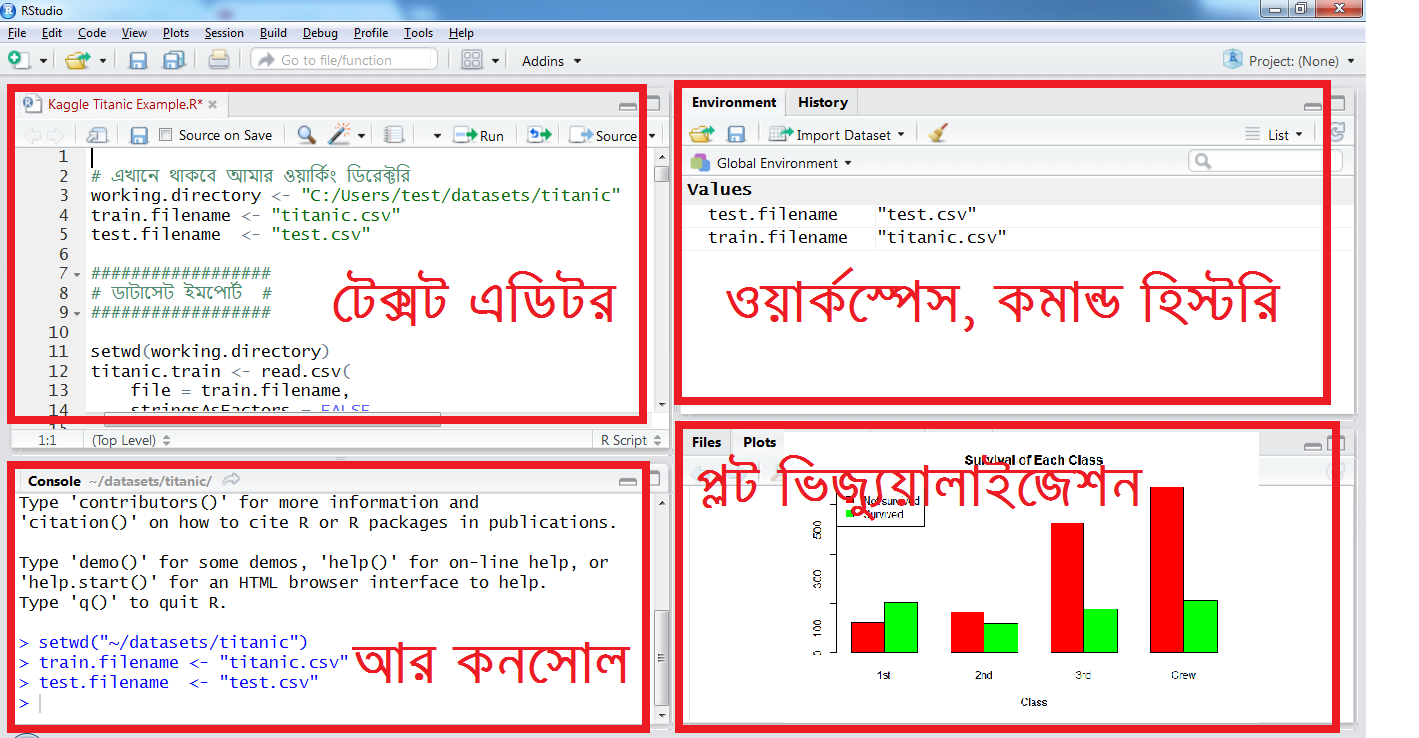 RStudio
File Edit Code View Plots Session Build Debug Profile Tools Help
Go to file/function Addins Project: (None)
Kaggle Titanic Example.R*
Source on Save Run Source
1
2 # এখানে থাকবে আমার ওয়ার্কিং ডিরেক্টরি
3 working.directory <- "C:/Users/test/datasets/titanic"
4 train.filename <- "titanic.csv"
5 test.filename <- "test.csv"
6
7 ##################
8 # ডাটাসেট ইমপোর্ট #
9 ##################
10
11 setwd(working.directory)
12 titanic.train <- read.csv(
13 file = train.filename,
14 stringsAsFactors = FALSE
টেক্সট এডিটর
1:1 (Top Level) R Script
Console ~/datasets/titanic/
Type 'contributors()' for more information and
'citation()' on how to cite R or R packages in publications.
Type 'demo()' for some demos, 'help()' for on-line help, or
'help.start()' for an HTML browser interface to help.
Type 'q()' to quit R.
> setwd("~/datasets/titanic")
> train.filename <- "titanic.csv"
> test.filename <- "test.csv"
>
আর কনসোল
Environment History
Import Dataset List
Global Environment
Values
test.filename "test.csv"
train.filename "titanic.csv"
ওয়ার্কস্পেস, কমান্ড হিস্টরি
Files Plots
Survival of Each Class
প্লট ভিজ্যুয়ালাইজেশন
Not survived
Survived
500
300
100
0
1st 2nd 3rd Crew
Class